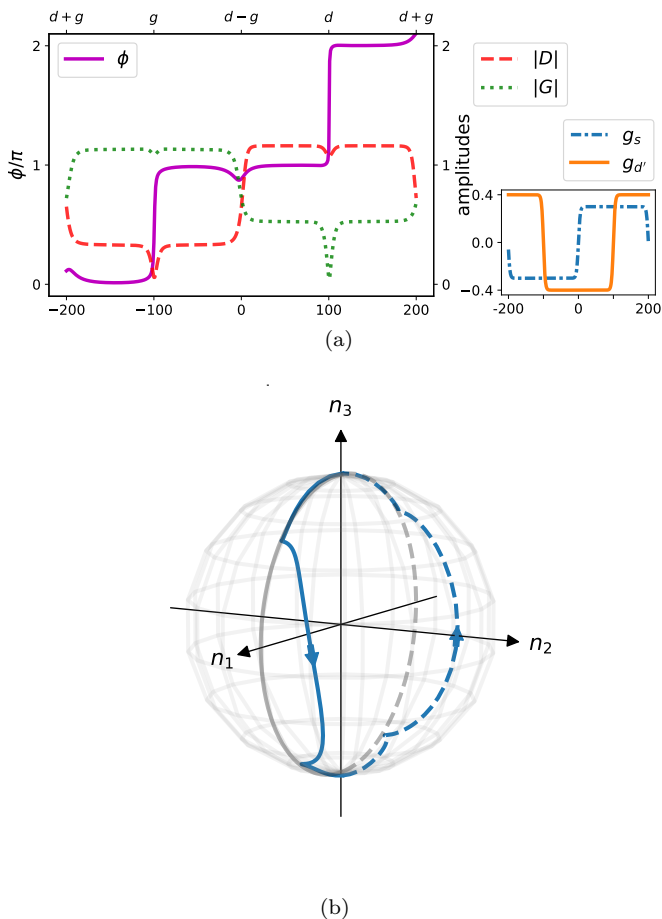 d + g g d − g d d + g
2 2
ϕ
|D|
|G|
ϕ/π
1 1
amplitudes
g_s
g_{d'}
0.4
0.0
−0.4
0 0
−200 −100 0 100 200
-200 0 200
(a)
n_3
n_1
n_2
(b)